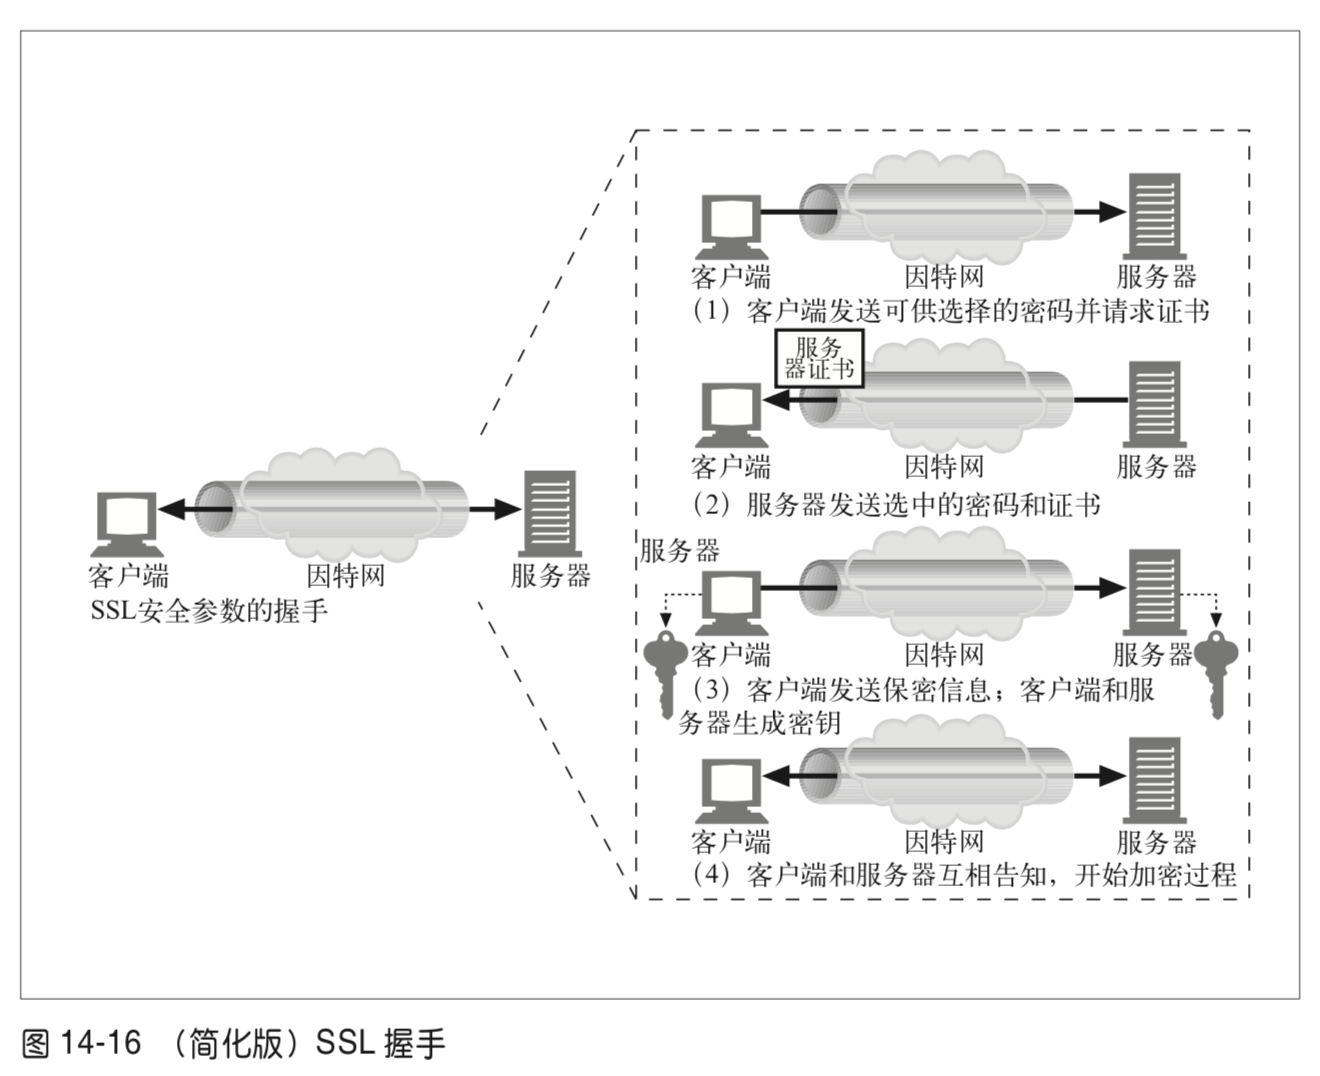 客户端
因特网
服务器
SSL安全参数的握手
客户端
因特网
服务器
（1）客户端发送可供选择的密码并请求证书
服务
器证书
客户端
因特网
服务器
（2）服务器发送选中的密码和证书
服务器
客户端
因特网
服务器
（3）客户端发送保密信息；客户端和服
务器生成密钥
客户端
因特网
服务器
（4）客户端和服务器互相告知，开始加密过程
图 14-16 （简化版）SSL 握手